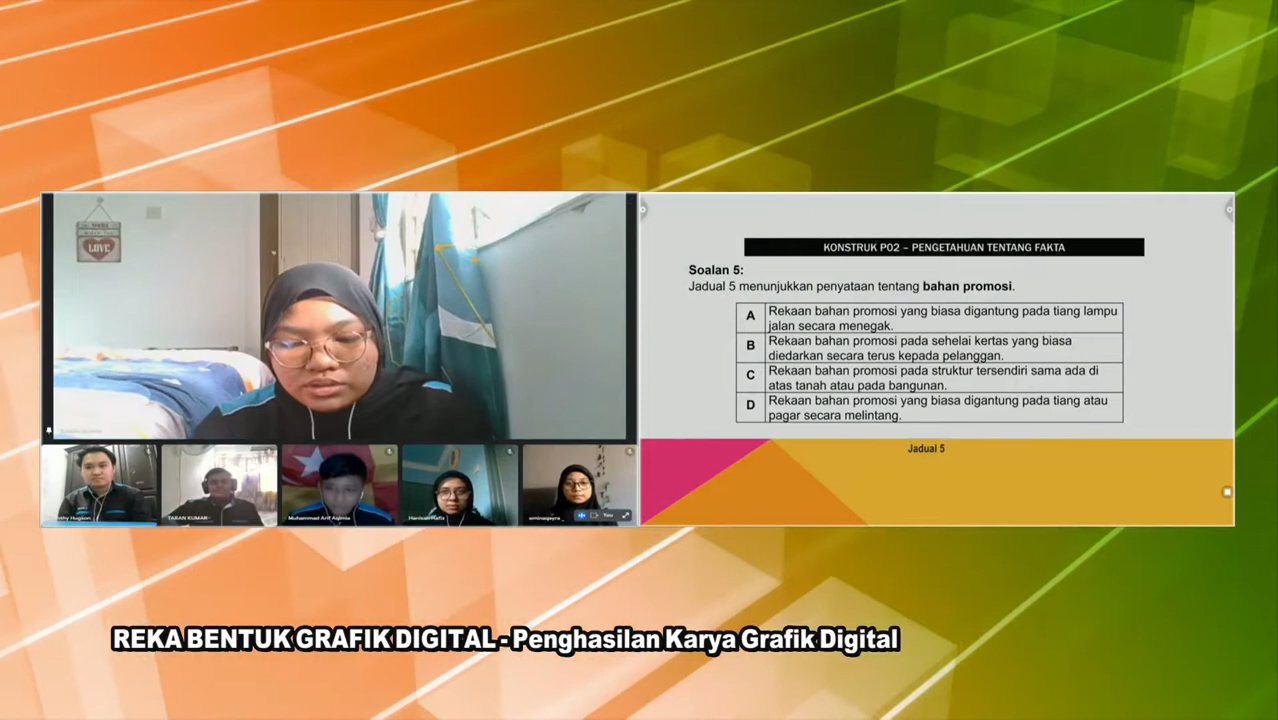 LOVE
KONSTRUK P02 – PENGETAHUAN TENTANG FAKTA
Soalan 5:
Jadual 5 menunjukkan penyataan tentang bahan promosi.
A Rekaan bahan promosi yang biasa digantung pada tiang lampu
jalan secara menegak.
B Rekaan bahan promosi pada sehelai kertas yang biasa
diedarkan secara terus kepada pelanggan.
C Rekaan bahan promosi pada struktur tersendiri sama ada di
atas tanah atau pada bangunan.
D Rekaan bahan promosi yang biasa digantung pada tiang atau
pagar secara melintang.
Jadual 5
Hugson
TARAN KUMAR
Muhammad Arif
You
REKA BENTUK GRAFIK DIGITAL - Penghasilan Karya Grafik Digital